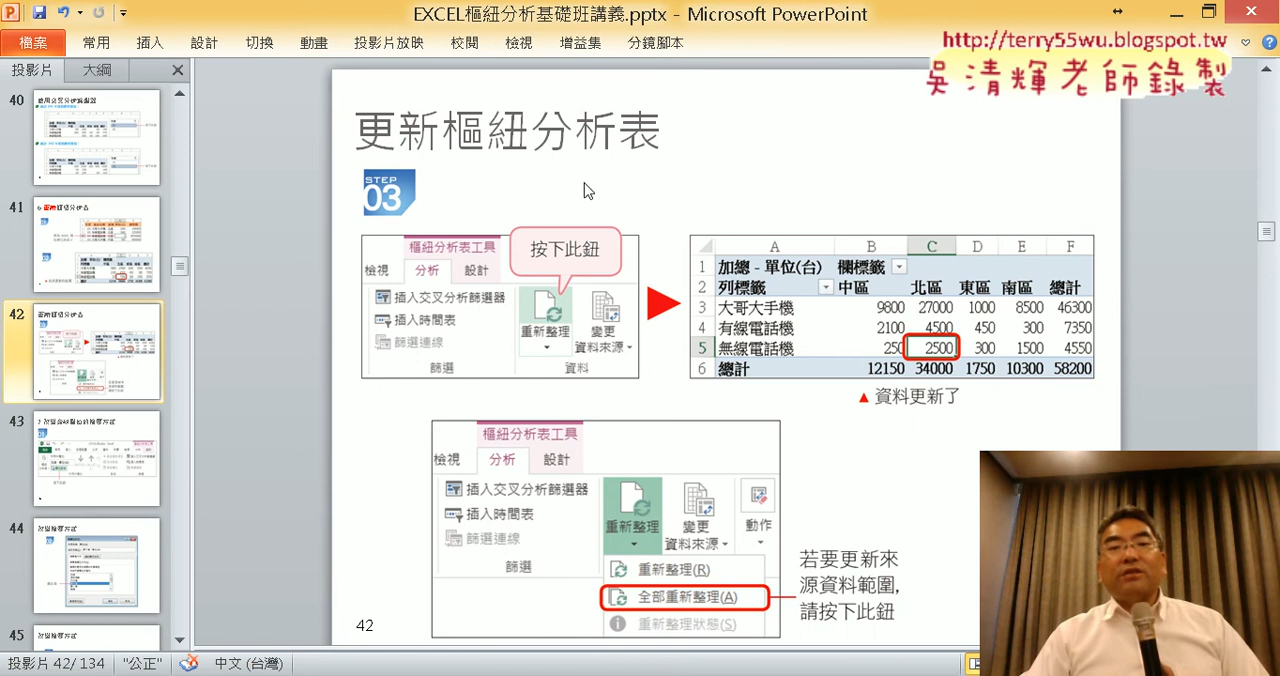 EXCEL樞紐分析基礎班講義.pptx - Microsoft PowerPoint
檔案 常用 插入 設計 切換 動畫 投影片放映 校閱 檢視 增益集 分鏡腳本
http://terry55wu.blogspot.tw
吳清輝老師錄製
投影片 大綱
40
41
42
43
44
45
更新樞紐分析表
STEP
03
樞紐分析表工具
檢視 分析 設計
插入交叉分析篩選器
插入時間表
篩選連線
篩選
重新整理
變更
資料來源
資料
按下此鈕
A B C D E F
1 加總 - 單位(台) 欄標籤
2 列標籤 中區 北區 東區 南區 總計
3 大哥大手機 9800 27000 1000 8500 46300
4 有線電話機 2100 4500 450 300 7350
5 無線電話機 250 2500 300 1500 4550
6 總計 12150 34000 1750 10300 58200
▲ 資料更新了
樞紐分析表工具
檢視 分析 設計
插入交叉分析篩選器
插入時間表
篩選連線
篩選
重新整理
變更
資料來源
動作
重新整理(R)
全部重新整理(A)
重新整理狀態(S)
若要更新來
源資料範圍,
請按下此鈕
42
投影片 42/ 134 "公正" 中文 (台灣)